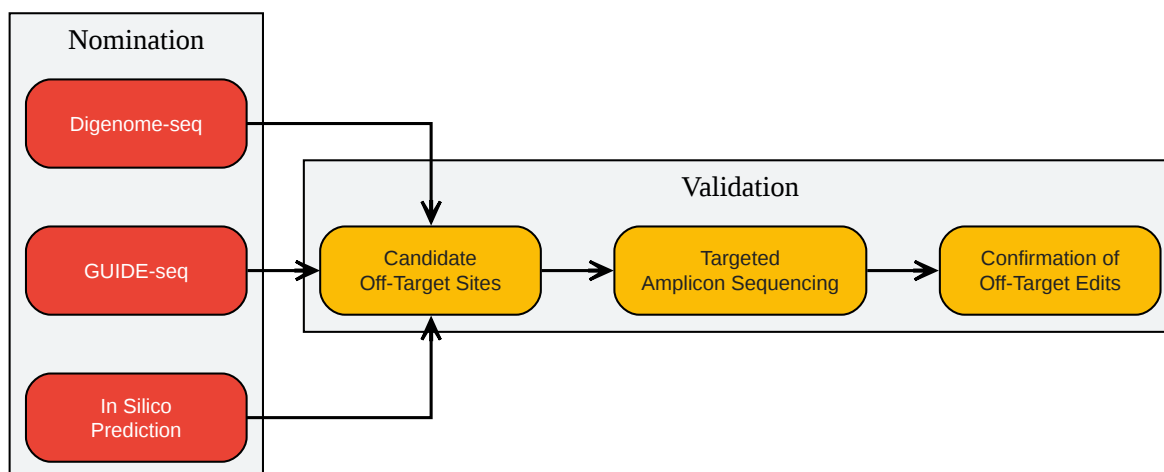 Nomination
Digenome-seq
GUIDE-seq
In Silico
Prediction
Validation
Candidate
Off-Target Sites
Targeted
Amplicon Sequencing
Confirmation of
Off-Target Edits